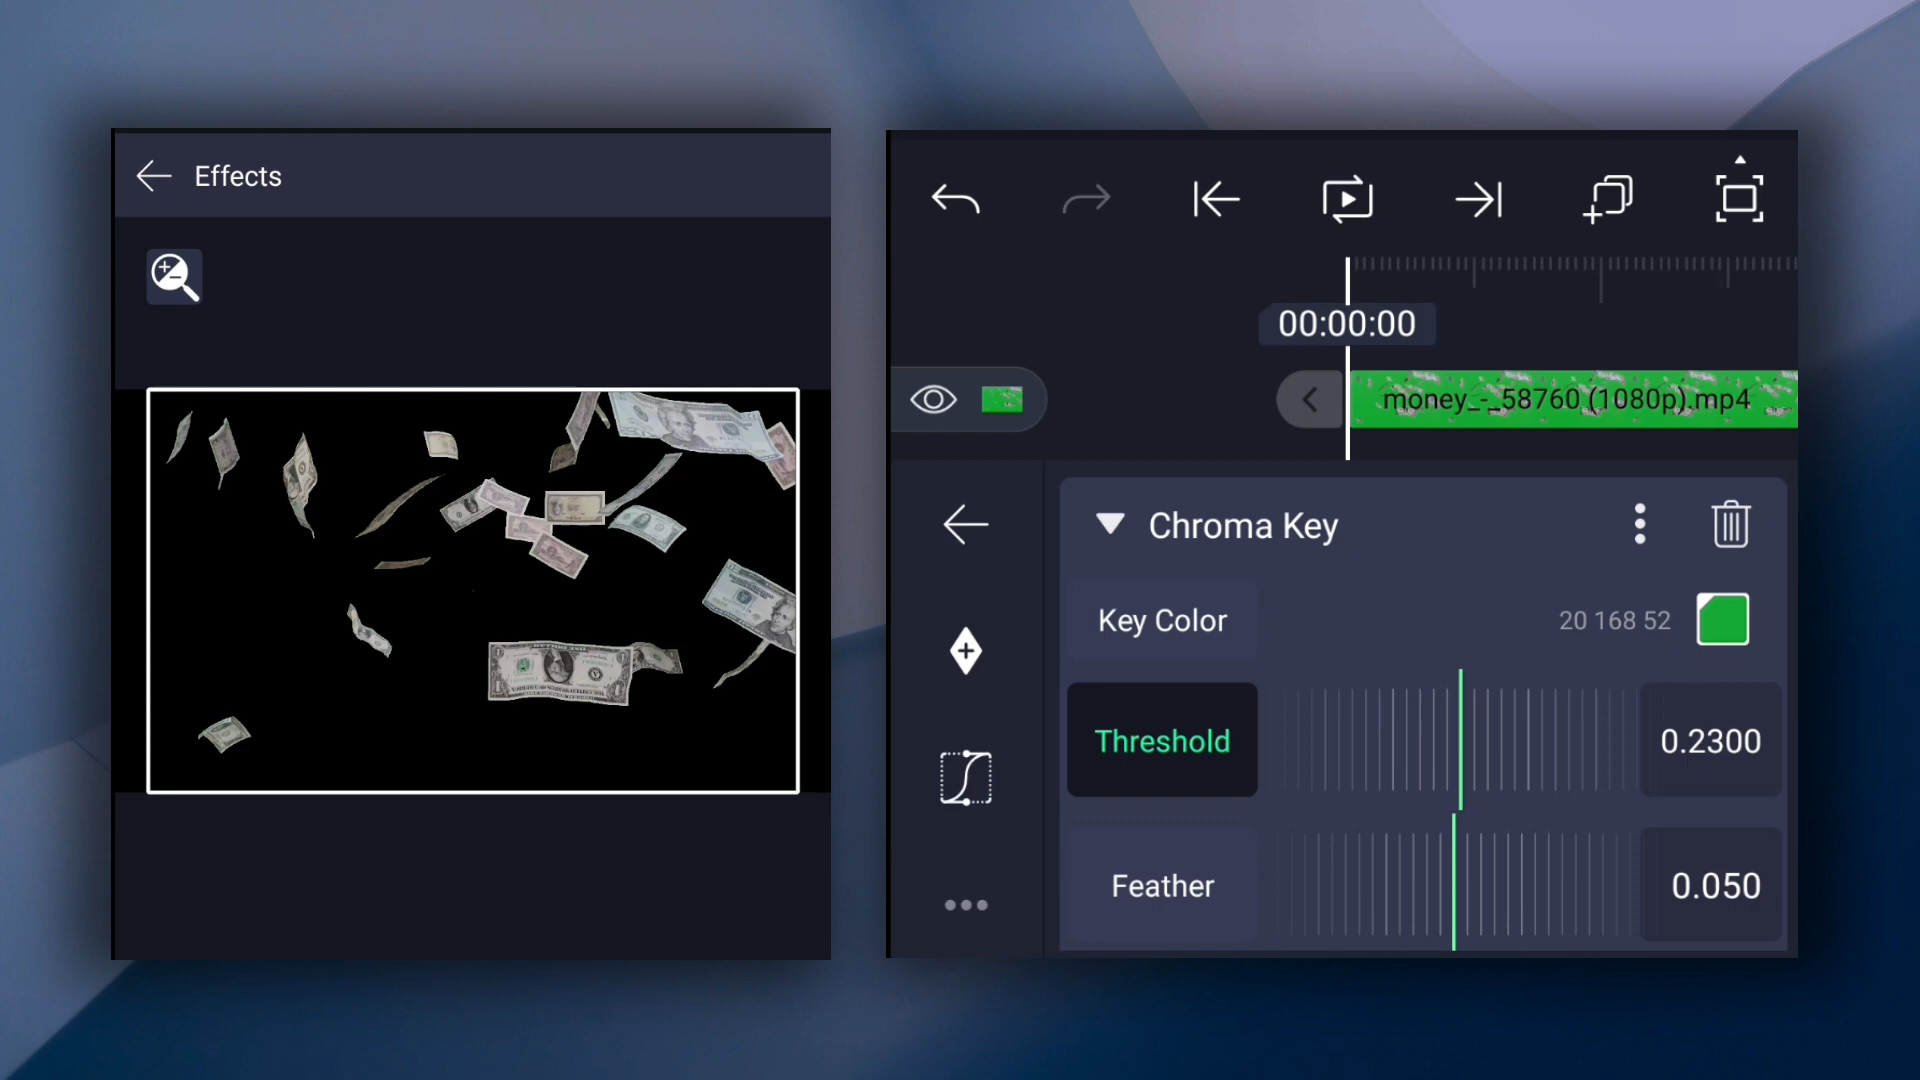 Effects
00:00:00
money_-_58760 (1080p).mp4
Chroma Key
Key Color
20 168 52
Threshold
0.2300
Feather
0.050